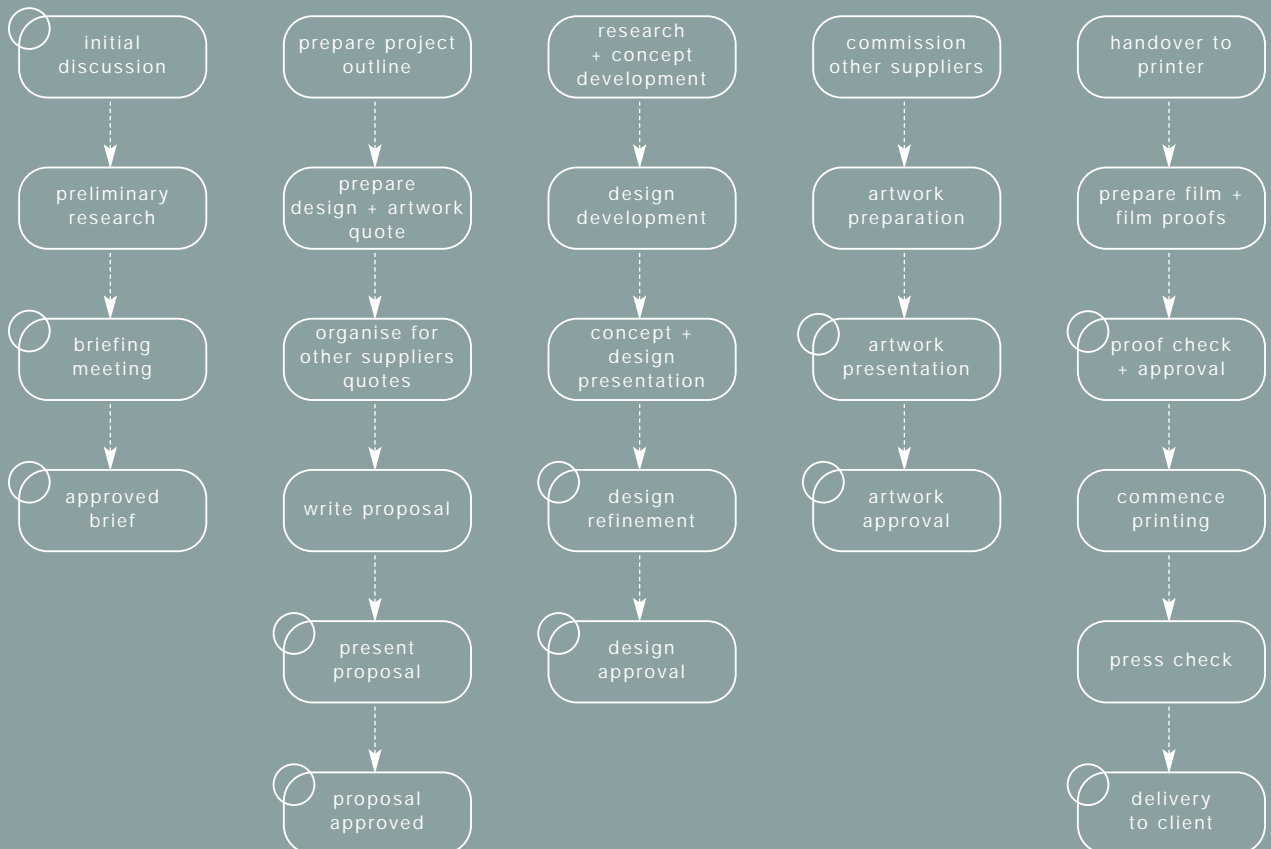 initial
discussion
preliminary
research
briefing
meeting
approved
brief
prepare project
outline
prepare
design + artwork
quote
organise for
other suppliers
quotes
write proposal
present
proposal
proposal
approved
research
+ concept
development
design
development
concept +
design
presentation
design
refinement
design
approval
commission
other suppliers
artwork
preparation
artwork
presentation
artwork
approval
handover to
printer
prepare film +
film proofs
proof check
+ approval
commence
printing
press check
delivery
to client